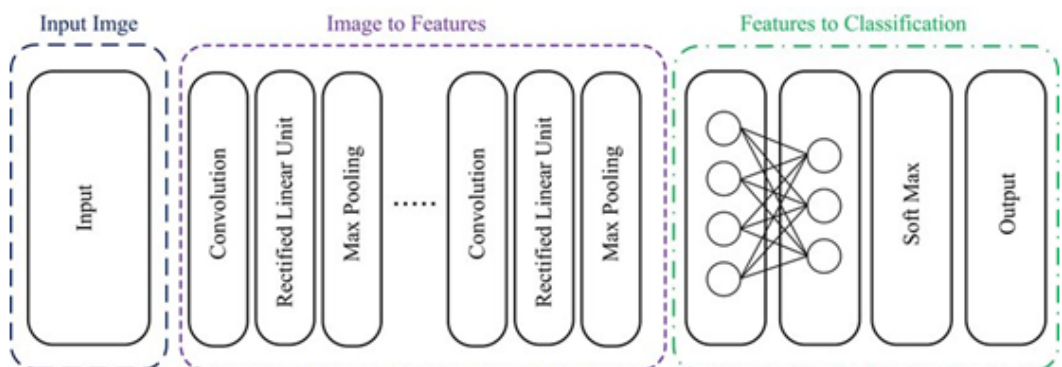 Input Imge
Image to Features
Features to Classification
Input
Convolution
Rectified Linear Unit
Max Pooling
.....
Convolution
Rectified Linear Unit
Max Pooling
Soft Max
Output